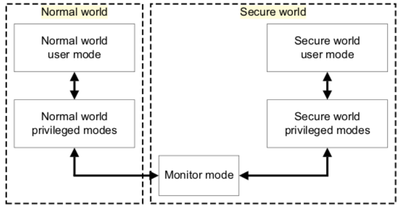 Normal world
Secure world
Normal world
user mode
Secure world
user mode
Normal world
privileged modes
Secure world
privileged modes
Monitor mode